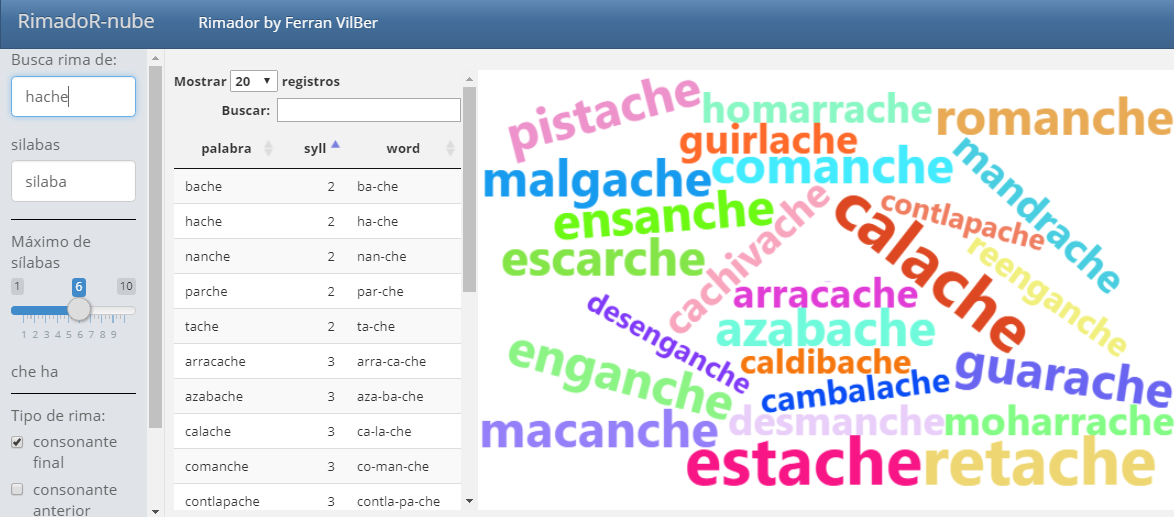 RimadoR-nube Rimador by Ferran VilBer
Busca rima de:
hache
silabas
silaba
Máximo de
sílabas
1 6 10
1 2 3 4 5 6 7 8 9
che ha
Tipo de rima:
consonante
final
consonante
anterior
Mostrar 20 registros
Buscar:
palabra syll word
bache 2 ba-che
hache 2 ha-che
nanche 2 nan-che
parche 2 par-che
tache 2 ta-che
arracache 3 arra-ca-che
azabache 3 aza-ba-che
calache 3 ca-la-che
comanche 3 co-man-che
contlapache 3 contla-pa-che
pistache
homarrache
romanche
guirlache
comanche
malgache
mandrache
ensanche
cachivache
calache
contlapache
escarche
reenganche
arracache
desenganche
azabache
enganche
caldibache
guarache
cambalache
macanche
desmanche
moharrache
estache
retache